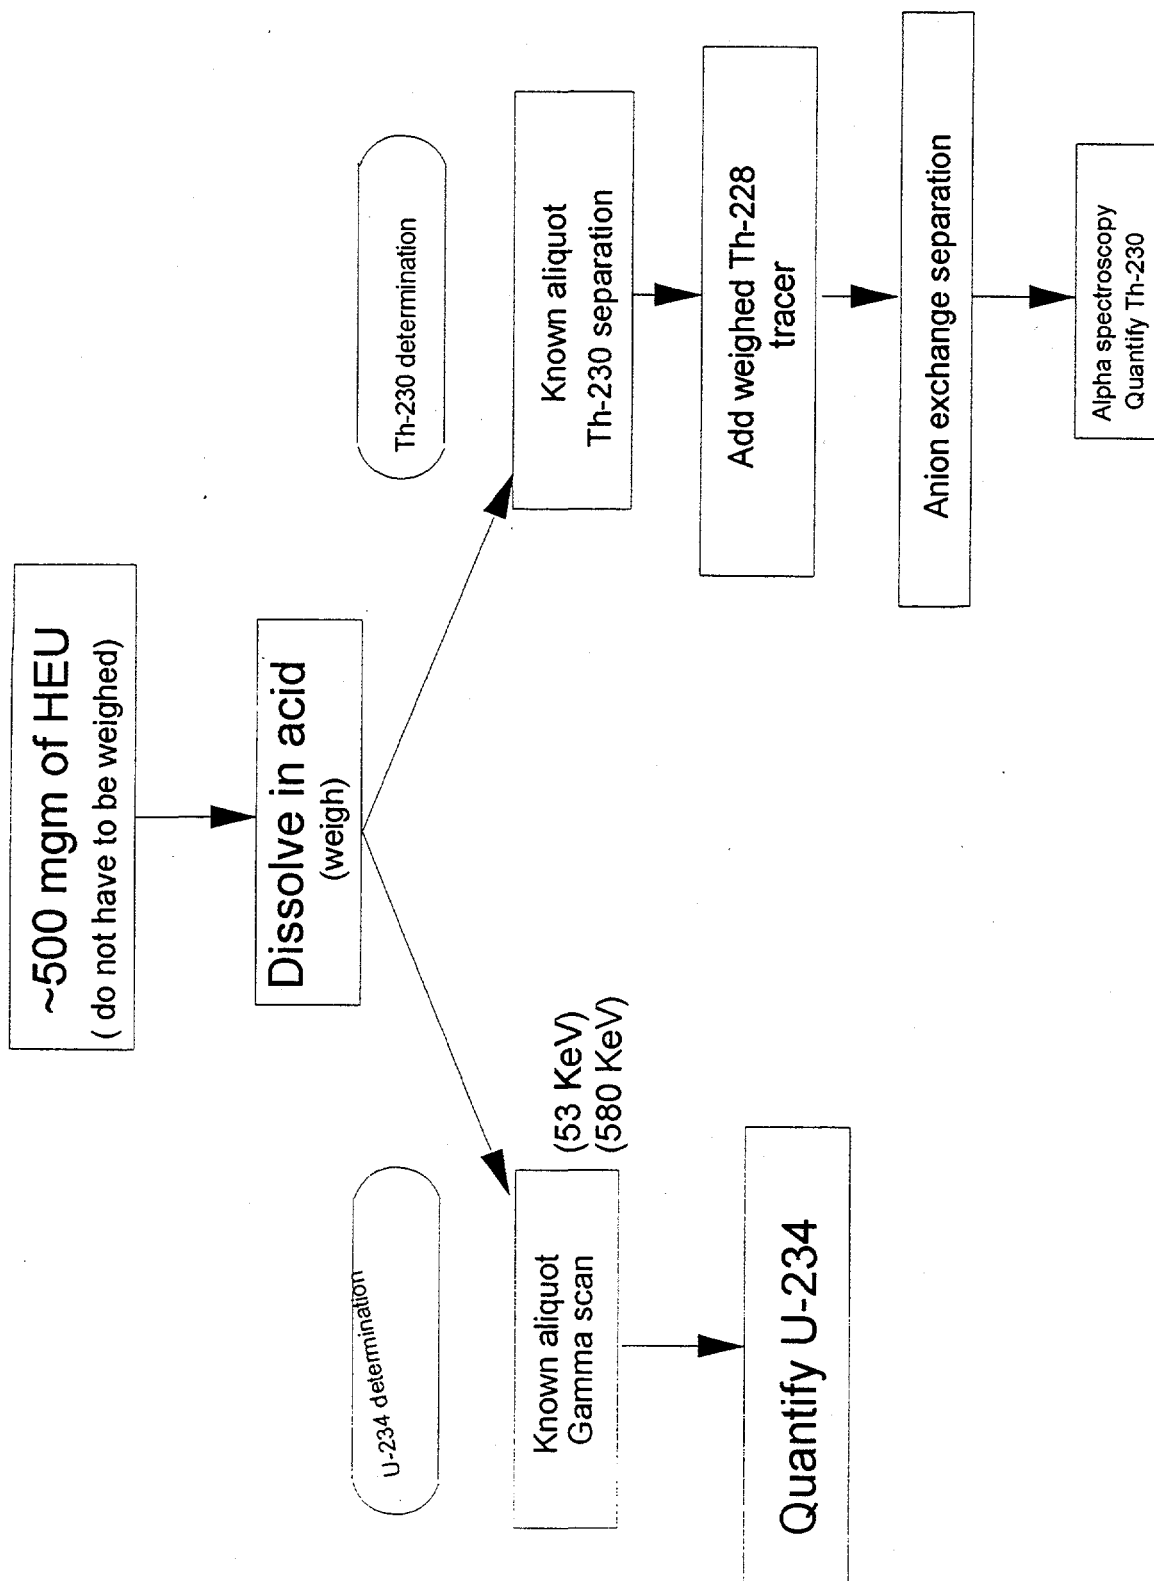 ~500 mgm of HEU
( do not have to be weighed)
Dissolve in acid
(weigh)
U-234 determination
Known aliquot
Gamma scan
(53 KeV)
(580 KeV)
Quantify U-234
Th-230 determination
Known aliquot
Th-230 separation
Add weighed Th-228
tracer
Anion exchange separation
Alpha spectroscopy
Quantify Th-230